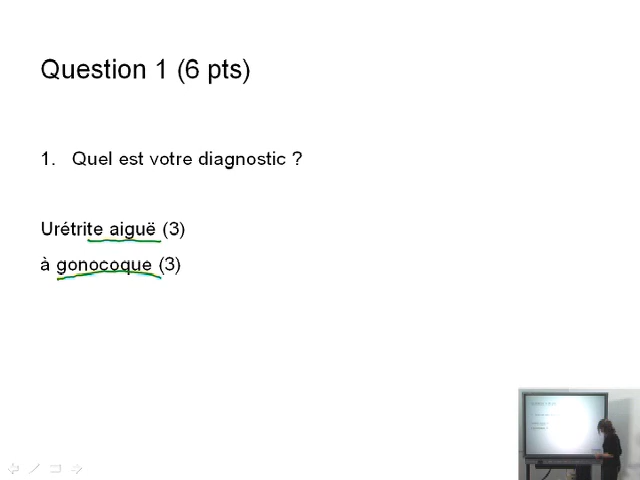 Question 1 (6 pts)
1. Quel est votre diagnostic ?
Urétrite aiguë (3)
à gonocoque (3)